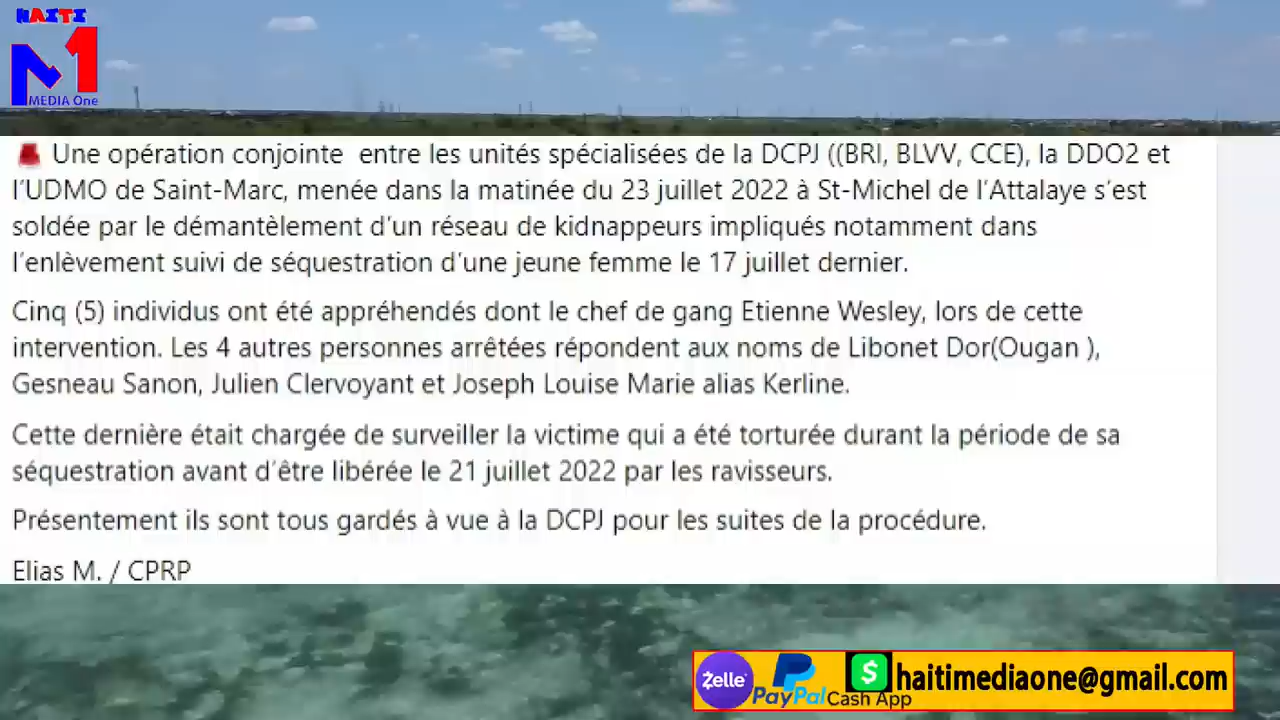 HAITI
M1
MEDIA One
Une opération conjointe entre les unités spécialisées de la DCPJ ((BRI, BLVV, CCE), la DDO2 et
l'UDMO de Saint-Marc, menée dans la matinée du 23 juillet 2022 à St-Michel de l'Attalaye s'est
soldée par le démantèlement d'un réseau de kidnappeurs impliqués notamment dans
l'enlèvement suivi de séquestration d'une jeune femme le 17 juillet dernier.
Cinq (5) individus ont été appréhendés dont le chef de gang Etienne Wesley, lors de cette
intervention. Les 4 autres personnes arrêtées répondent aux noms de Libonet Dor(Ougan ),
Gesneau Sanon, Julien Clervoyant et Joseph Louise Marie alias Kerline.
Cette dernière était chargée de surveiller la victime qui a été torturée durant la période de sa
séquestration avant d'être libérée le 21 juillet 2022 par les ravisseurs.
Présentement ils sont tous gardés à vue à la DCPJ pour les suites de la procédure.
Elias M. / CPRP
Zelle
PayPal
$
Cash App
haitimediaone@gmail.com